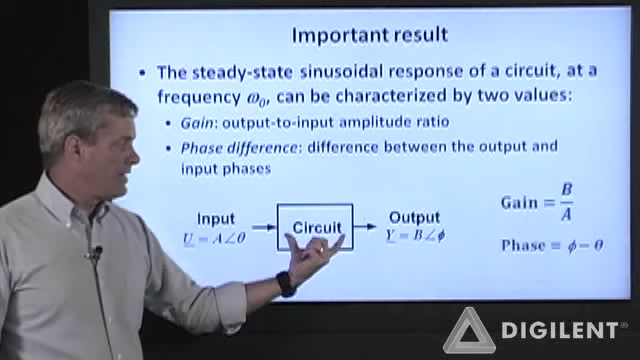 Important result
• The steady-state sinusoidal response of a circuit, at a
frequency ω₀, can be characterized by two values:
• Gain: output-to-input amplitude ratio
• Phase difference: difference between the output and
input phases
Input
U = A∠θ
Circuit
Output
Y = B∠ϕ
Gain = B/A
Phase = ϕ − θ
DIGILENT®